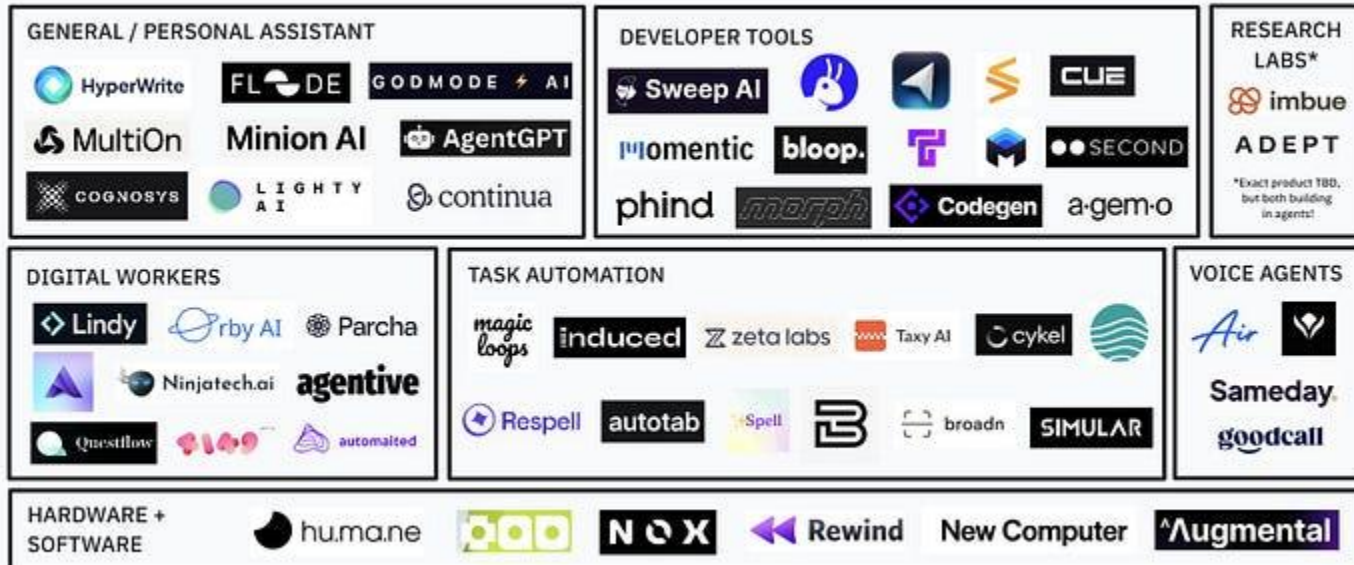 GENERAL / PERSONAL ASSISTANT
HyperWrite
FLODE
GODMODE ⚡ AI
MultiOn
Minion AI
AgentGPT
COGNOSYS
LIGHTY
AI
continua
DEVELOPER TOOLS
Sweep AI
CUE
momentic
bloop.
SECOND
phind
morph
Codegen
a·gem·o
RESEARCH
LABS*
imbue
ADEPT
*Exact product TBD,
but both building
in agents!
DIGITAL WORKERS
Lindy
Orby AI
Parcha
Ninjatech.ai
agentive
Questflow
automaited
TASK AUTOMATION
magic
loops
induced
zeta labs
Taxy AI
cykel
Respell
autotab
Spell
broadn
SIMULAR
VOICE AGENTS
Air
Sameday.
goodcall
HARDWARE +
SOFTWARE
hu.ma.ne
NOX
Rewind
New Computer
^Augmental